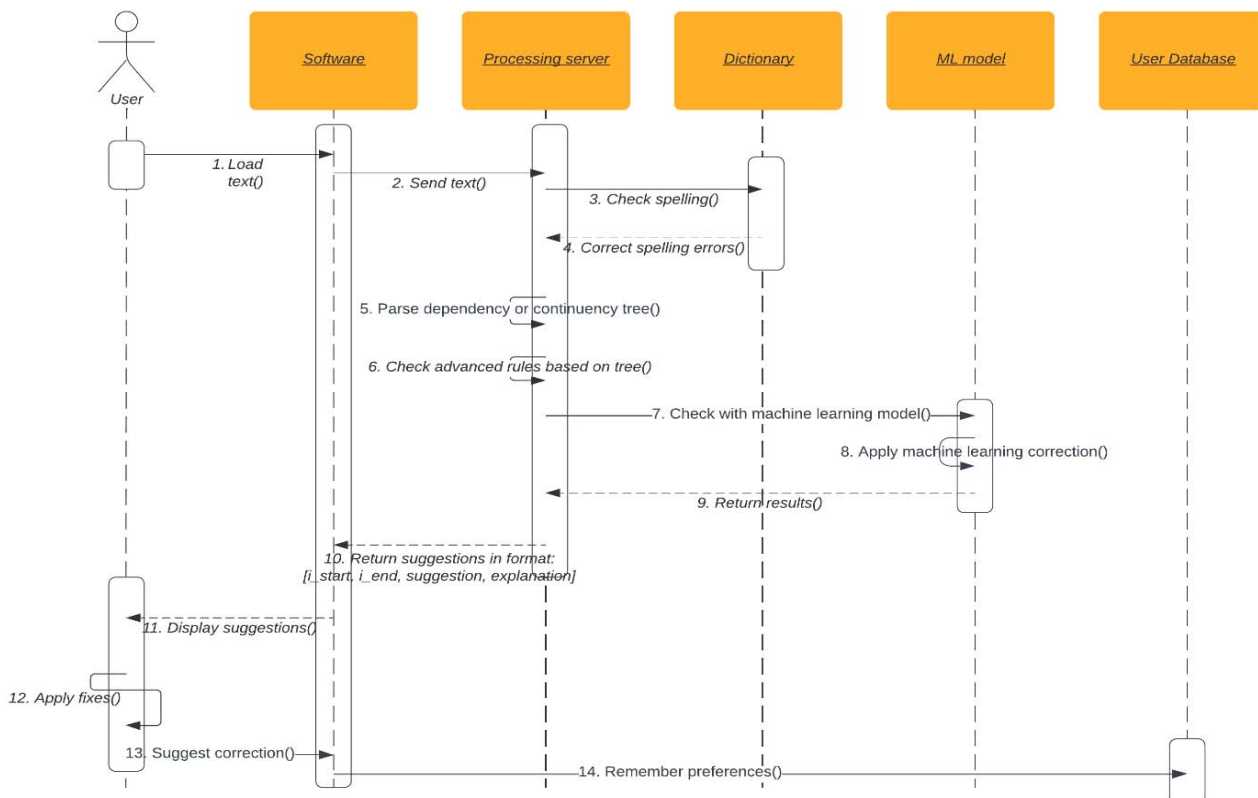 Software
Processing server
Dictionary
ML model
User Database
User
1. Load
text()
2. Send text()
3. Check spelling()
4. Correct spelling errors()
5. Parse dependency or continuency tree()
6. Check advanced rules based on tree()
7. Check with machine learning model()
8. Apply machine learning correction()
9. Return results()
10. Return suggestions in format:
[i_start, i_end, suggestion, explanation]
11. Display suggestions()
12. Apply fixes()
13. Suggest correction()
14. Remember preferences()